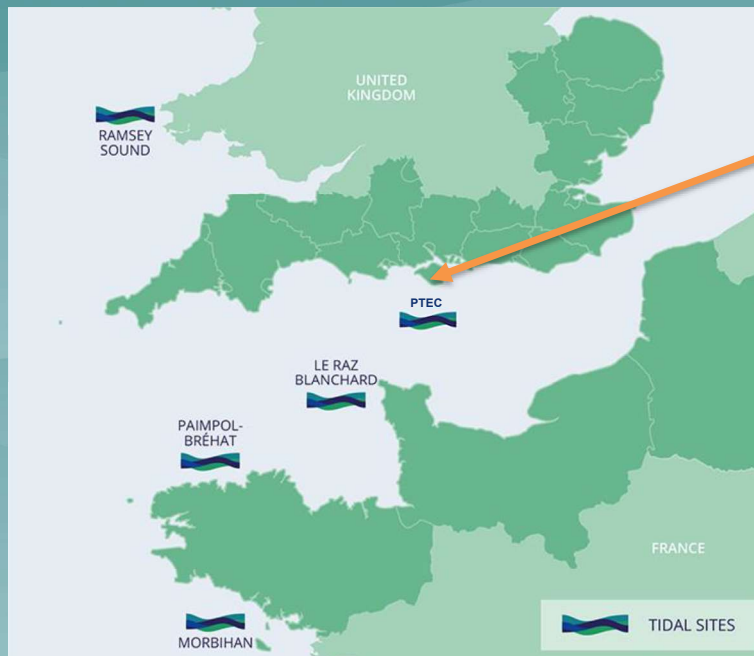 UNITED
KINGDOM
RAMSEY
SOUND
PTEC
LE RAZ
BLANCHARD
PAIMPOL-
BRÉHAT
FRANCE
TIDAL SITES
MORBIHAN